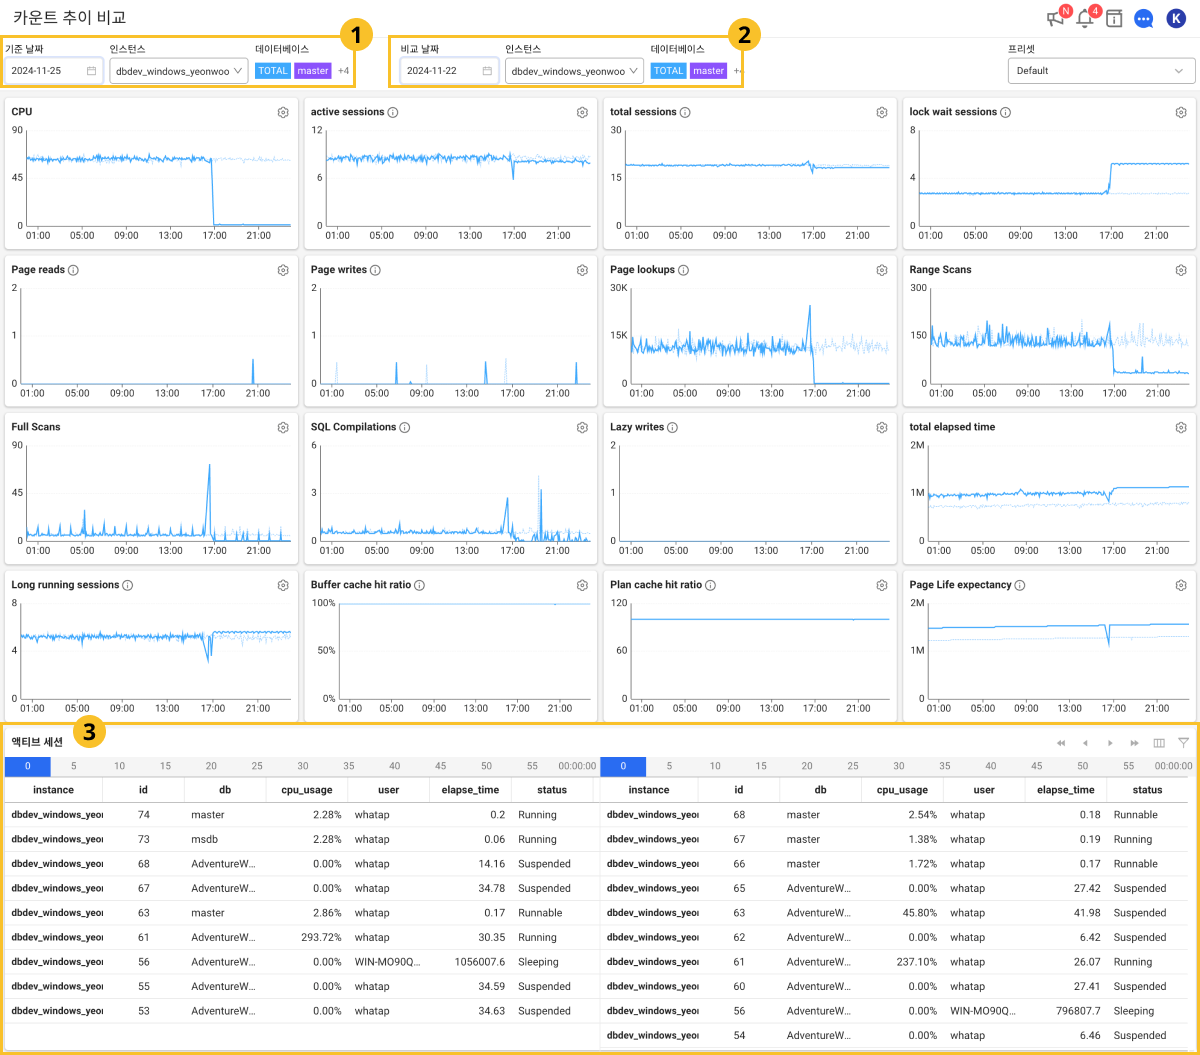 카운트 추이 비교
N
4
K
1
2
기준 날짜 인스턴스 데이터베이스
2024-11-25 dbdev_windows_yeonwoo TOTAL master +4
비교 날짜 인스턴스 데이터베이스
2024-11-22 dbdev_windows_yeonwoo TOTAL master
프리셋
Default
CPU
90
45
0
01:00 05:00 09:00 13:00 17:00 21:00
active sessions
12
6
0
01:00 05:00 09:00 13:00 17:00 21:00
total sessions
30
15
0
01:00 05:00 09:00 13:00 17:00 21:00
lock wait sessions
8
4
0
01:00 05:00 09:00 13:00 17:00 21:00
Page reads
2
1
0
01:00 05:00 09:00 13:00 17:00 21:00
Page writes
2
1
0
01:00 05:00 09:00 13:00 17:00 21:00
Page lookups
30K
15K
0
01:00 05:00 09:00 13:00 17:00 21:00
Range Scans
300
150
0
01:00 05:00 09:00 13:00 17:00 21:00
Full Scans
90
45
0
01:00 05:00 09:00 13:00 17:00 21:00
SQL Compilations
6
3
0
01:00 05:00 09:00 13:00 17:00 21:00
Lazy writes
2
1
0
01:00 05:00 09:00 13:00 17:00 21:00
total elapsed time
2M
1M
0
01:00 05:00 09:00 13:00 17:00 21:00
Long running sessions
8
4
0
01:00 05:00 09:00 13:00 17:00 21:00
Buffer cache hit ratio
100%
50%
0%
01:00 05:00 09:00 13:00 17:00 21:00
Plan cache hit ratio
120
60
0
01:00 05:00 09:00 13:00 17:00 21:00
Page Life expectancy
2M
1M
0
01:00 05:00 09:00 13:00 17:00 21:00
3
액티브 세션
0 5 10 15 20 25 30 35 40 45 50 55 00:00:00
instance id db cpu_usage user elapse_time status
dbdev_windows_yeo 74 master 2.28% whatap 0.2 Running
dbdev_windows_yeo 73 msdb 2.28% whatap 0.06 Running
dbdev_windows_yeo 68 AdventureW... 0.00% whatap 14.16 Suspended
dbdev_windows_yeo 67 AdventureW... 0.00% whatap 34.78 Suspended
dbdev_windows_yeo 63 master 2.86% whatap 0.17 Runnable
dbdev_windows_yeo 61 AdventureW... 293.72% whatap 30.35 Running
dbdev_windows_yeo 56 AdventureW... 0.00% WIN-MO90Q... 1056007.6 Sleeping
dbdev_windows_yeo 55 AdventureW... 0.00% whatap 34.59 Suspended
dbdev_windows_yeo 53 AdventureW... 0.00% whatap 34.63 Suspended
0 5 10 15 20 25 30 35 40 45 50 55 00:00:00
instance id db cpu_usage user elapse_time status
dbdev_windows_yeo 68 master 2.54% whatap 0.18 Runnable
dbdev_windows_yeo 67 master 1.38% whatap 0.19 Running
dbdev_windows_yeo 66 master 1.72% whatap 0.17 Runnable
dbdev_windows_yeo 65 AdventureW... 0.00% whatap 27.42 Suspended
dbdev_windows_yeo 63 AdventureW... 45.80% whatap 41.98 Suspended
dbdev_windows_yeo 62 AdventureW... 0.00% whatap 6.42 Suspended
dbdev_windows_yeo 61 AdventureW... 237.10% whatap 26.07 Running
dbdev_windows_yeo 60 AdventureW... 0.00% whatap 27.41 Suspended
dbdev_windows_yeo 56 AdventureW... 0.00% WIN-MO90Q... 796807.7 Sleeping
dbdev_windows_yeo 54 AdventureW... 0.00% whatap 6.46 Suspended